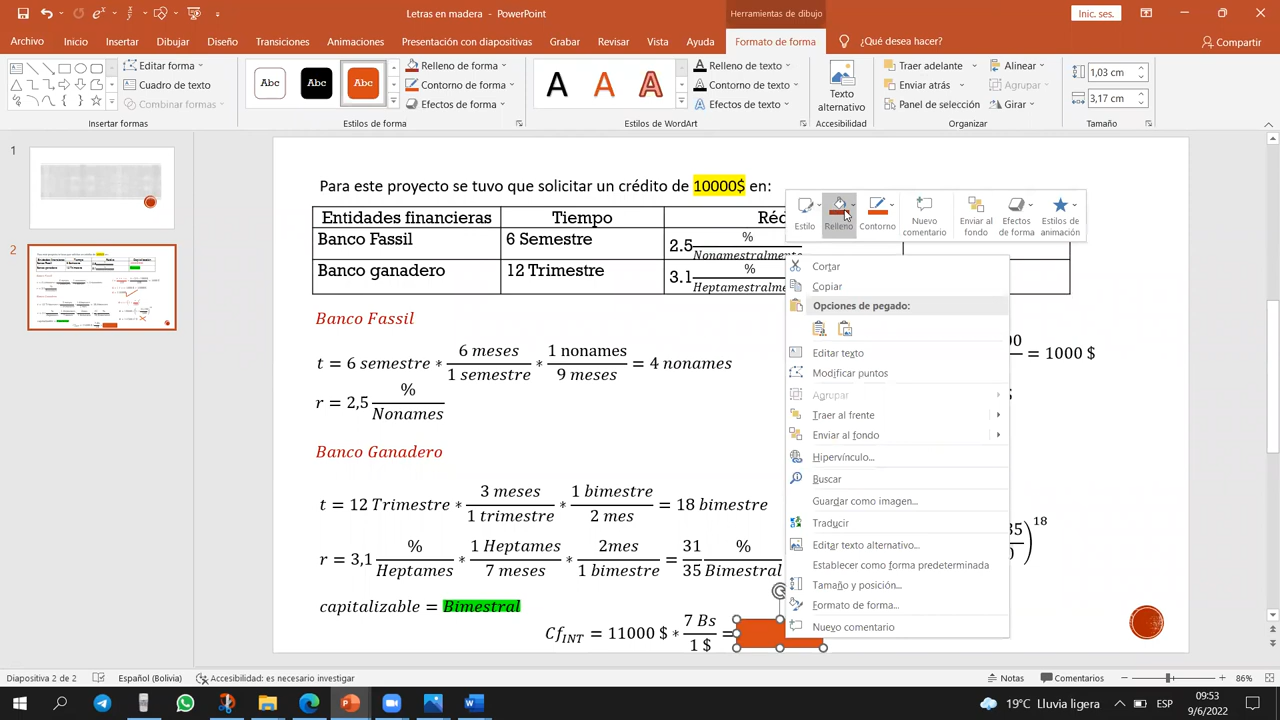 Letras en madera - PowerPoint
Herramientas de dibujo
Inic. ses.
Archivo Inicio Insertar Dibujar Diseño Transiciones Animaciones Presentación con diapositivas Grabar Revisar Vista Ayuda Formato de forma ¿Qué desea hacer? Compartir
Editar forma
Cuadro de texto
Combinar formas
Insertar formas
Abc Abc Abc
Relleno de forma
Contorno de forma
Efectos de forma
Estilos de forma
A A A
Relleno de texto
Contorno de texto
Efectos de texto
Estilos de WordArt
Texto
alternativo
Accesibilidad
Traer adelante
Enviar atrás
Panel de selección
Alinear
Agrupar
Girar
Organizar
1,03 cm
3,17 cm
Tamaño
1
2
Para este proyecto se tuvo que solicitar un crédito de 10000$ en:
Entidades financieras Tiempo
Banco Fassil 6 Semestre 2.5 %/Nonamestralmente
Banco ganadero 12 Trimestre 3.1 %
Banco Fassil
t = 6 semestre * 6 meses/1 semestre * 1 nonames/9 meses = 4 nonames
r = 2,5 %/Nonames
= 1000 $
Banco Ganadero
t = 12 Trimestre * 3 meses/1 trimestre * 1 bimestre/2 mes = 18 bimestre
r = 3,1 %/Heptames * 1 Heptames/7 meses * 2mes/1 bimestre = 31/35 %/Bimestral
18
capitalizable = Bimestral
Cf INT = 11000 $ * 7 Bs/1 $ =
Estilo Relleno Contorno
Nuevo
comentario
Enviar al
fondo
Efectos
de forma
Estilos de
animación
Cortar
Copiar
Opciones de pegado:
Editar texto
Modificar puntos
Agrupar
Traer al frente
Enviar al fondo
Hipervínculo...
Buscar
Guardar como imagen...
Traducir
Editar texto alternativo...
Establecer como forma predeterminada
Tamaño y posición...
Formato de forma...
Nuevo comentario
Diapositiva 2 de 2 Español (Bolivia) Accesibilidad: es necesario investigar Notas Comentarios 86%
19°C Lluvia ligera ESP 09:53
9/6/2022